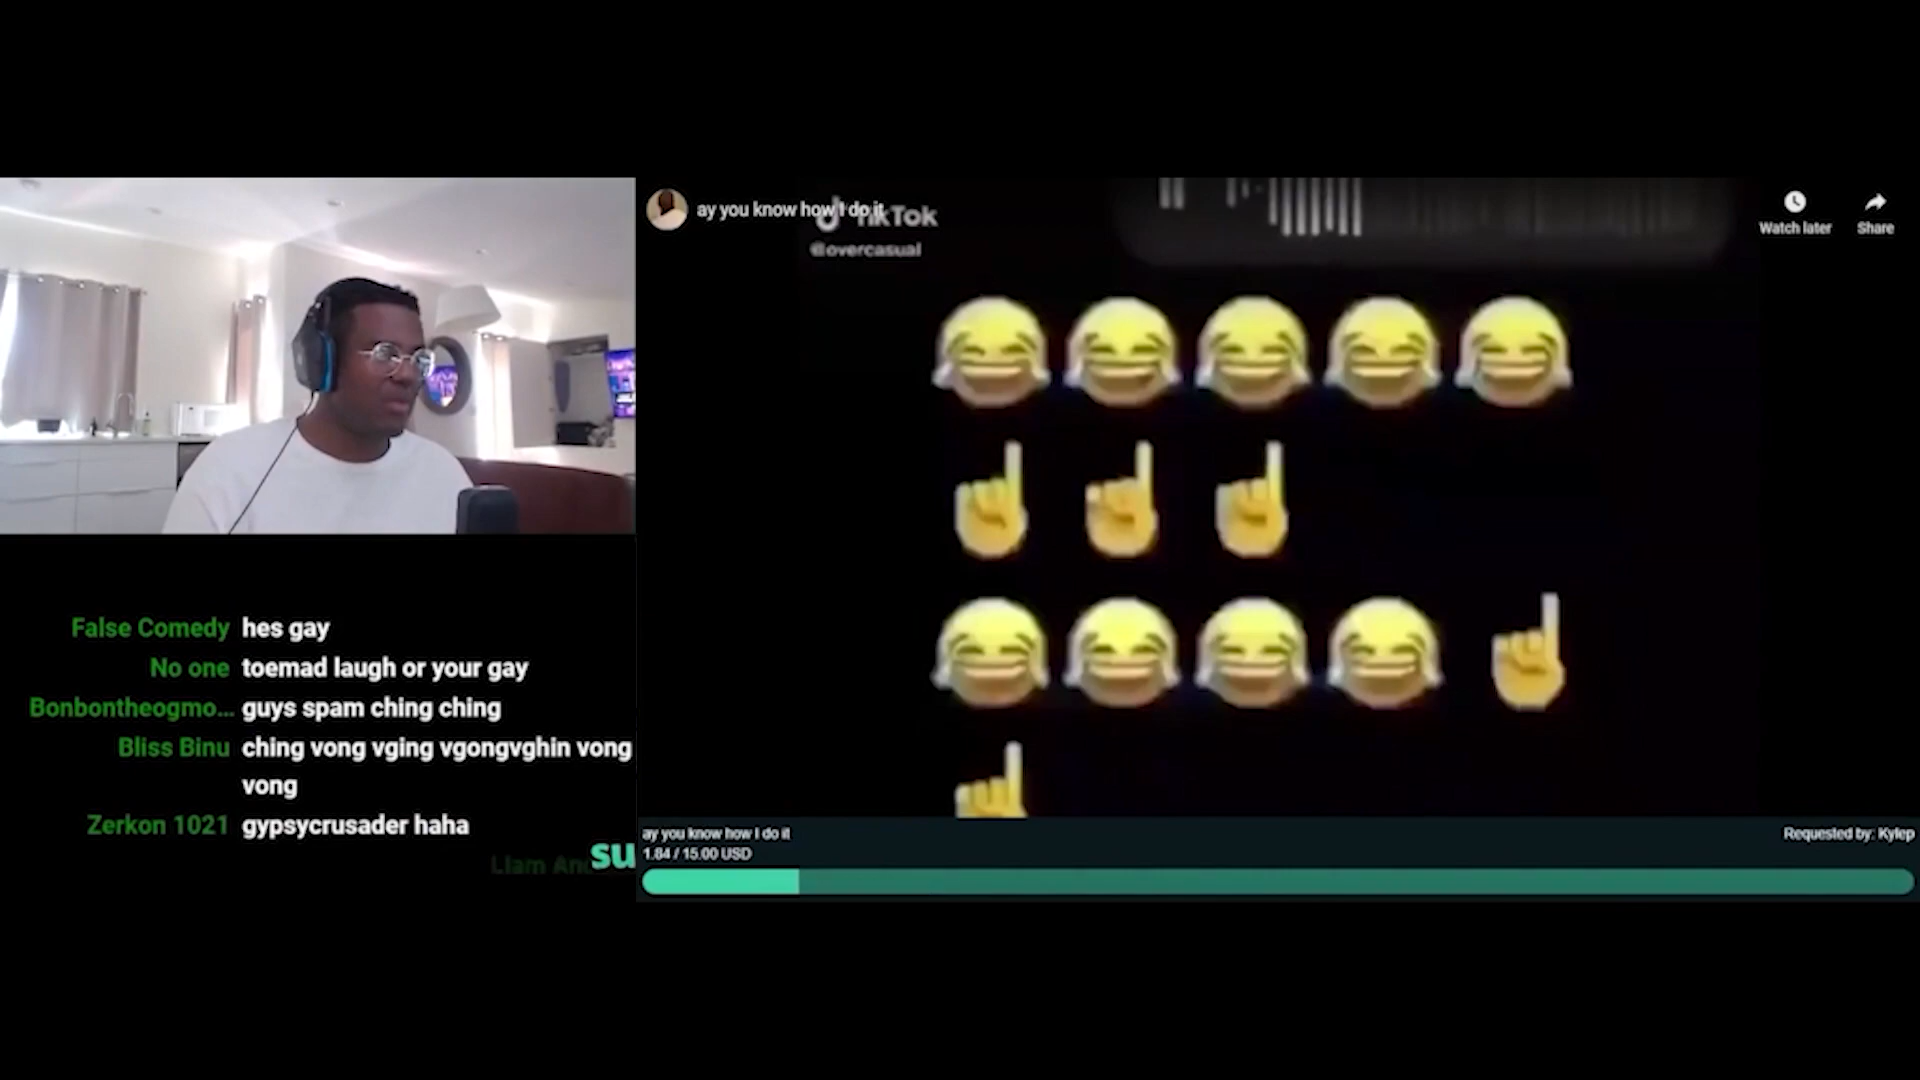 ay you know how I do it
TikTok
@overcasual
Watch later
Share
False Comedy hes gay
No one toemad laugh or your gay
Bonbontheogmo... guys spam ching ching
Bliss Binu ching vong vging vgongvghin vong
vong
Zerkon 1021 gypsycrusader haha
Liam
su
ay you know how I do it
Requested by: Kylep
1.84 / 15.00 USD